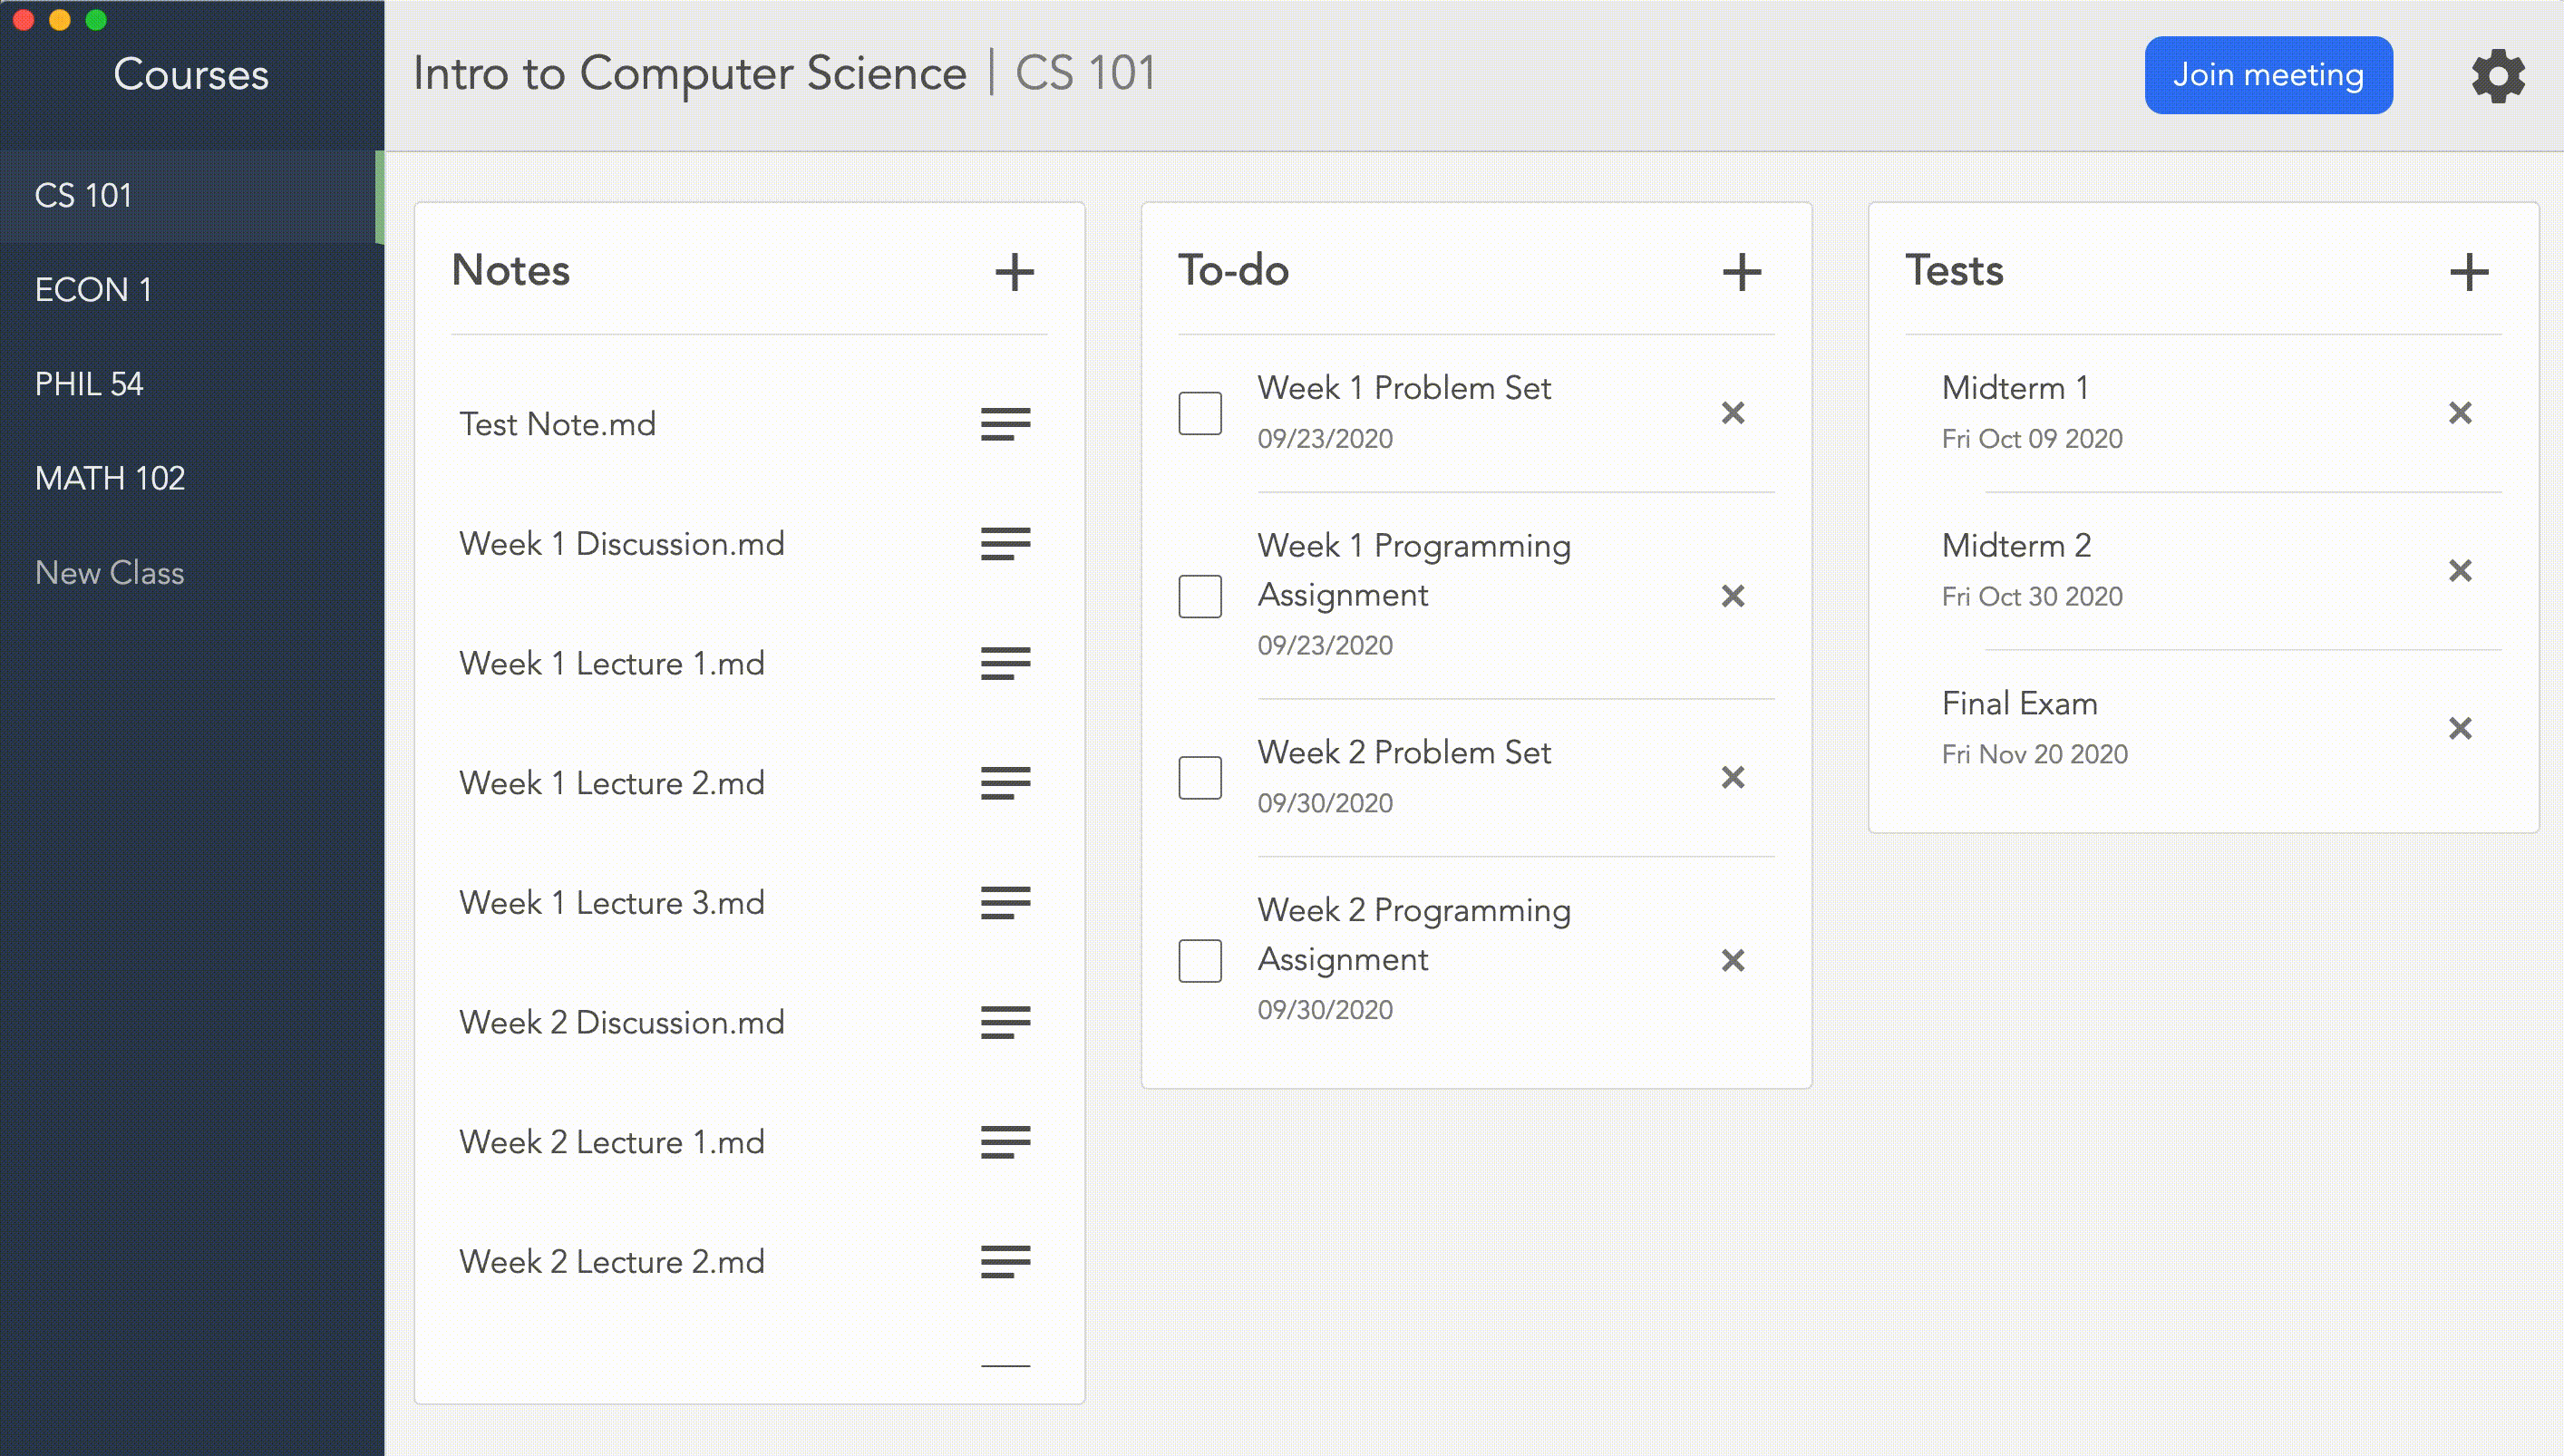 Courses
CS 101
ECON 1
PHIL 54
MATH 102
New Class
Intro to Computer Science | CS 101
Join meeting
Notes
Test Note.md
Week 1 Discussion.md
Week 1 Lecture 1.md
Week 1 Lecture 2.md
Week 1 Lecture 3.md
Week 2 Discussion.md
Week 2 Lecture 1.md
Week 2 Lecture 2.md
To-do
Week 1 Problem Set
09/23/2020
Week 1 Programming
Assignment
09/23/2020
Week 2 Problem Set
09/30/2020
Week 2 Programming
Assignment
09/30/2020
Tests
Midterm 1
Fri Oct 09 2020
Midterm 2
Fri Oct 30 2020
Final Exam
Fri Nov 20 2020